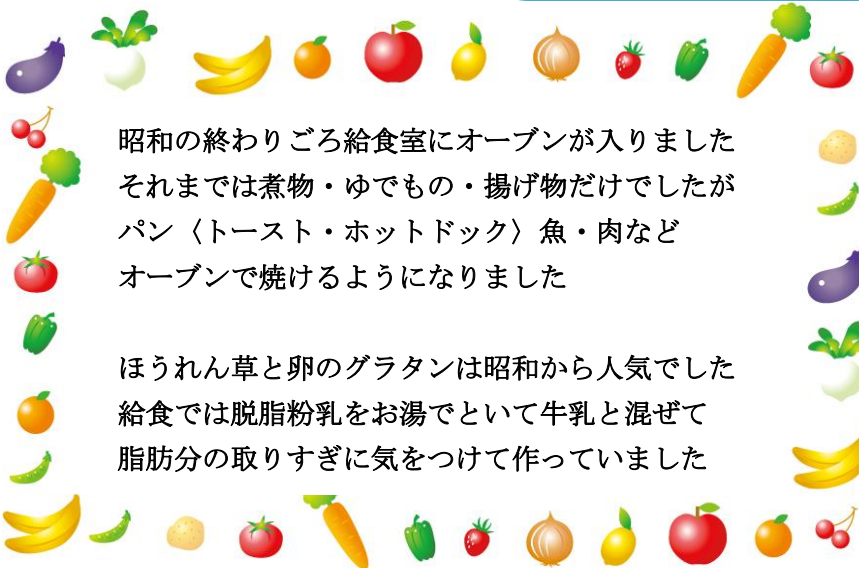 昭和の終わりごろ給食室にオーブンが入りました
それまでは煮物・ゆでもの・揚げ物だけでしたが
パン〈トースト・ホットドック〉魚・肉など
オーブンで焼けるようになりました
ほうれん草と卵のグラタンは昭和から人気でした
給食では脱脂粉乳をお湯でといて牛乳と混ぜて
脂肪分の取りすぎに気をつけて作っていました